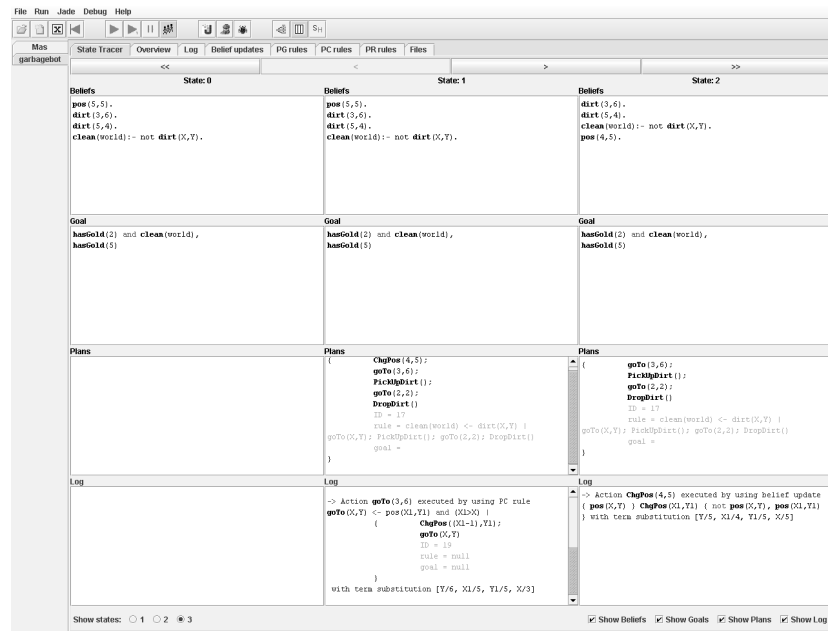 File Run Jade Debug Help
SH
Mas
garbagebot
State Tracer Overview Log Belief updates PG rules PC rules PR rules Files
<< < > >>
State: 0
Beliefs
pos(5,5).
dirt(3,6).
dirt(5,4).
clean(world):- not dirt(X,Y).
Goal
hasGold(2) and clean(world),
hasGold(5)
Plans
Log
State: 1
Beliefs
pos(5,5).
dirt(3,6).
dirt(5,4).
clean(world):- not dirt(X,Y).
Goal
hasGold(2) and clean(world),
hasGold(5)
Plans
{ ChgPos(4,5);
goTo(3,6);
PickUpDirt();
goTo(2,2);
DropDirt()
ID = 17
rule = clean(world) <- dirt(X,Y) |
goTo(X,Y); PickUpDirt(); goTo(2,2); DropDirt()
goal =
}
Log
-> Action goTo(3,6) executed by using PC rule
goTo(X,Y) <- pos(X1,Y1) and (X1>X) |
{ ChgPos((X1-1),Y1);
goTo(X,Y)
ID = 19
rule = null
goal = null
}
with term substitution [Y/6, X1/5, Y1/5, X/3]
State: 2
Beliefs
dirt(3,6).
dirt(5,4).
clean(world):- not dirt(X,Y).
pos(4,5).
Goal
hasGold(2) and clean(world),
hasGold(5)
Plans
{ goTo(3,6);
PickUpDirt();
goTo(2,2);
DropDirt()
ID = 17
rule = clean(world) <- dirt(X,Y) |
goTo(X,Y); PickUpDirt(); goTo(2,2); DropDirt()
goal =
}
Log
-> Action ChgPos(4,5) executed by using belief update
{ pos(X,Y) } ChgPos(X1,Y1) { not pos(X,Y), pos(X1,Y1)
} with term substitution [Y/5, X1/4, Y1/5, X/5]
Show states: 1 2 3
Show Beliefs Show Goals Show Plans Show Log